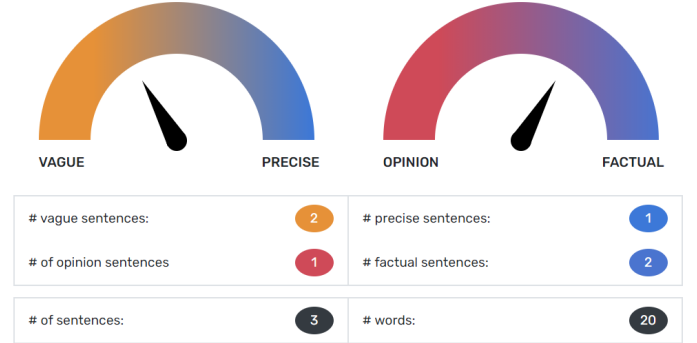 VAGUE PRECISE OPINION FACTUAL
# vague sentences: 2 # precise sentences: 1
# of opinion sentences 1 # factual sentences: 2
# of sentences: 3 # words: 20